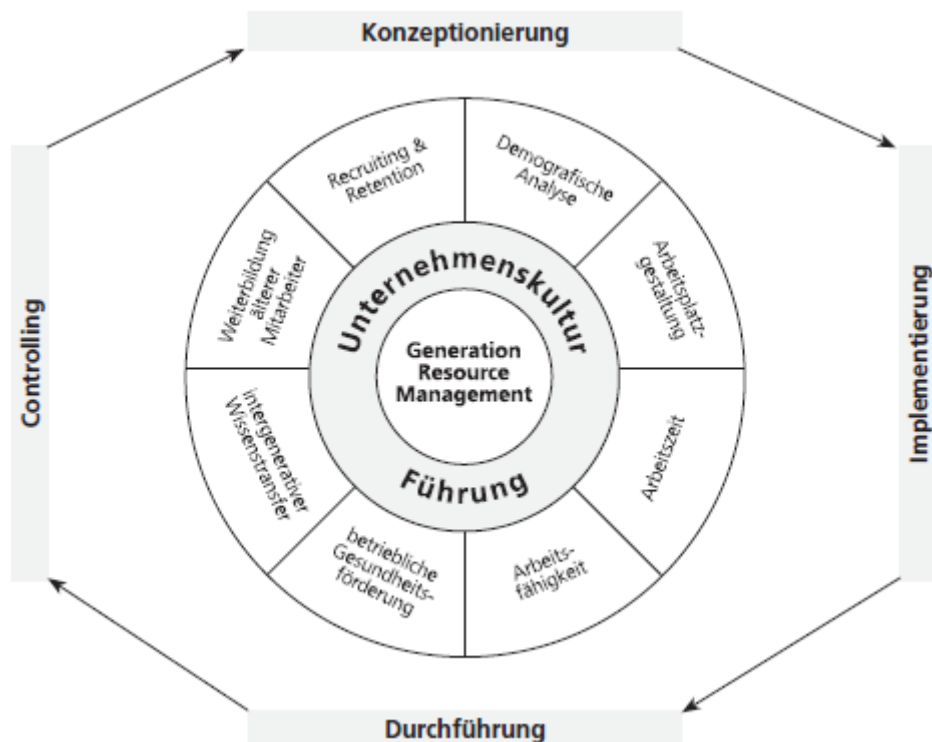 Konzeptionierung
Recruiting &
Retention
Demografische
Analyse
Arbeitsplatz-
gestaltung
Arbeitszeit
Arbeits-
fähigkeit
betriebliche
Gesundheits-
förderung
intergenerativer
Wissenstransfer
Weiterbildung
älterer
Mitarbeiter
Unternehmenskultur
Generation
Resource
Management
Führung
Controlling
Implementierung
Durchführung